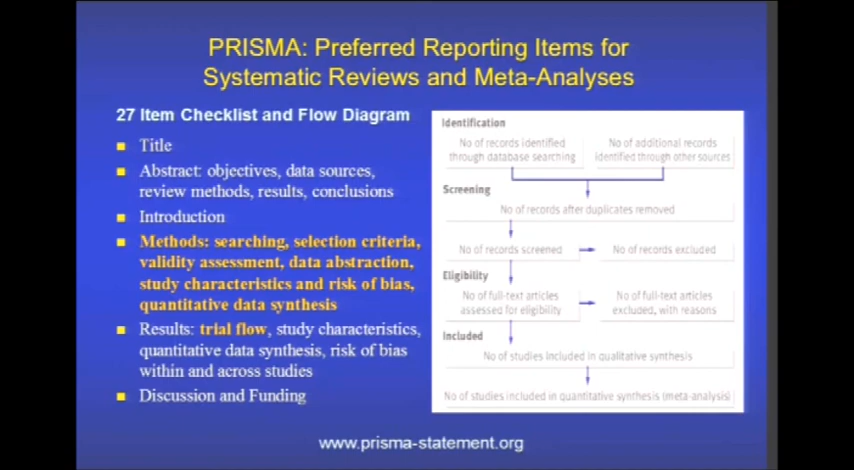 PRISMA: Preferred Reporting Items for
Systematic Reviews and Meta-Analyses
27 Item Checklist and Flow Diagram
Title
Abstract: objectives, data sources,
review methods, results, conclusions
Introduction
Methods: searching, selection criteria,
validity assessment, data abstraction,
study characteristics and risk of bias,
quantitative data synthesis
Results: trial flow, study characteristics,
quantitative data synthesis, risk of bias
within and across studies
Discussion and Funding
Identification
No of records identified
through database searching
No of additional records
identified through other sources
Screening
No of records after duplicates removed
No of records screened
No of records excluded
Eligibility
No of full-text articles
assessed for eligibility
No of full-text articles
excluded, with reasons
Included
No of studies included in qualitative synthesis
No of studies included in quantitative synthesis (meta-analysis)
www.prisma-statement.org